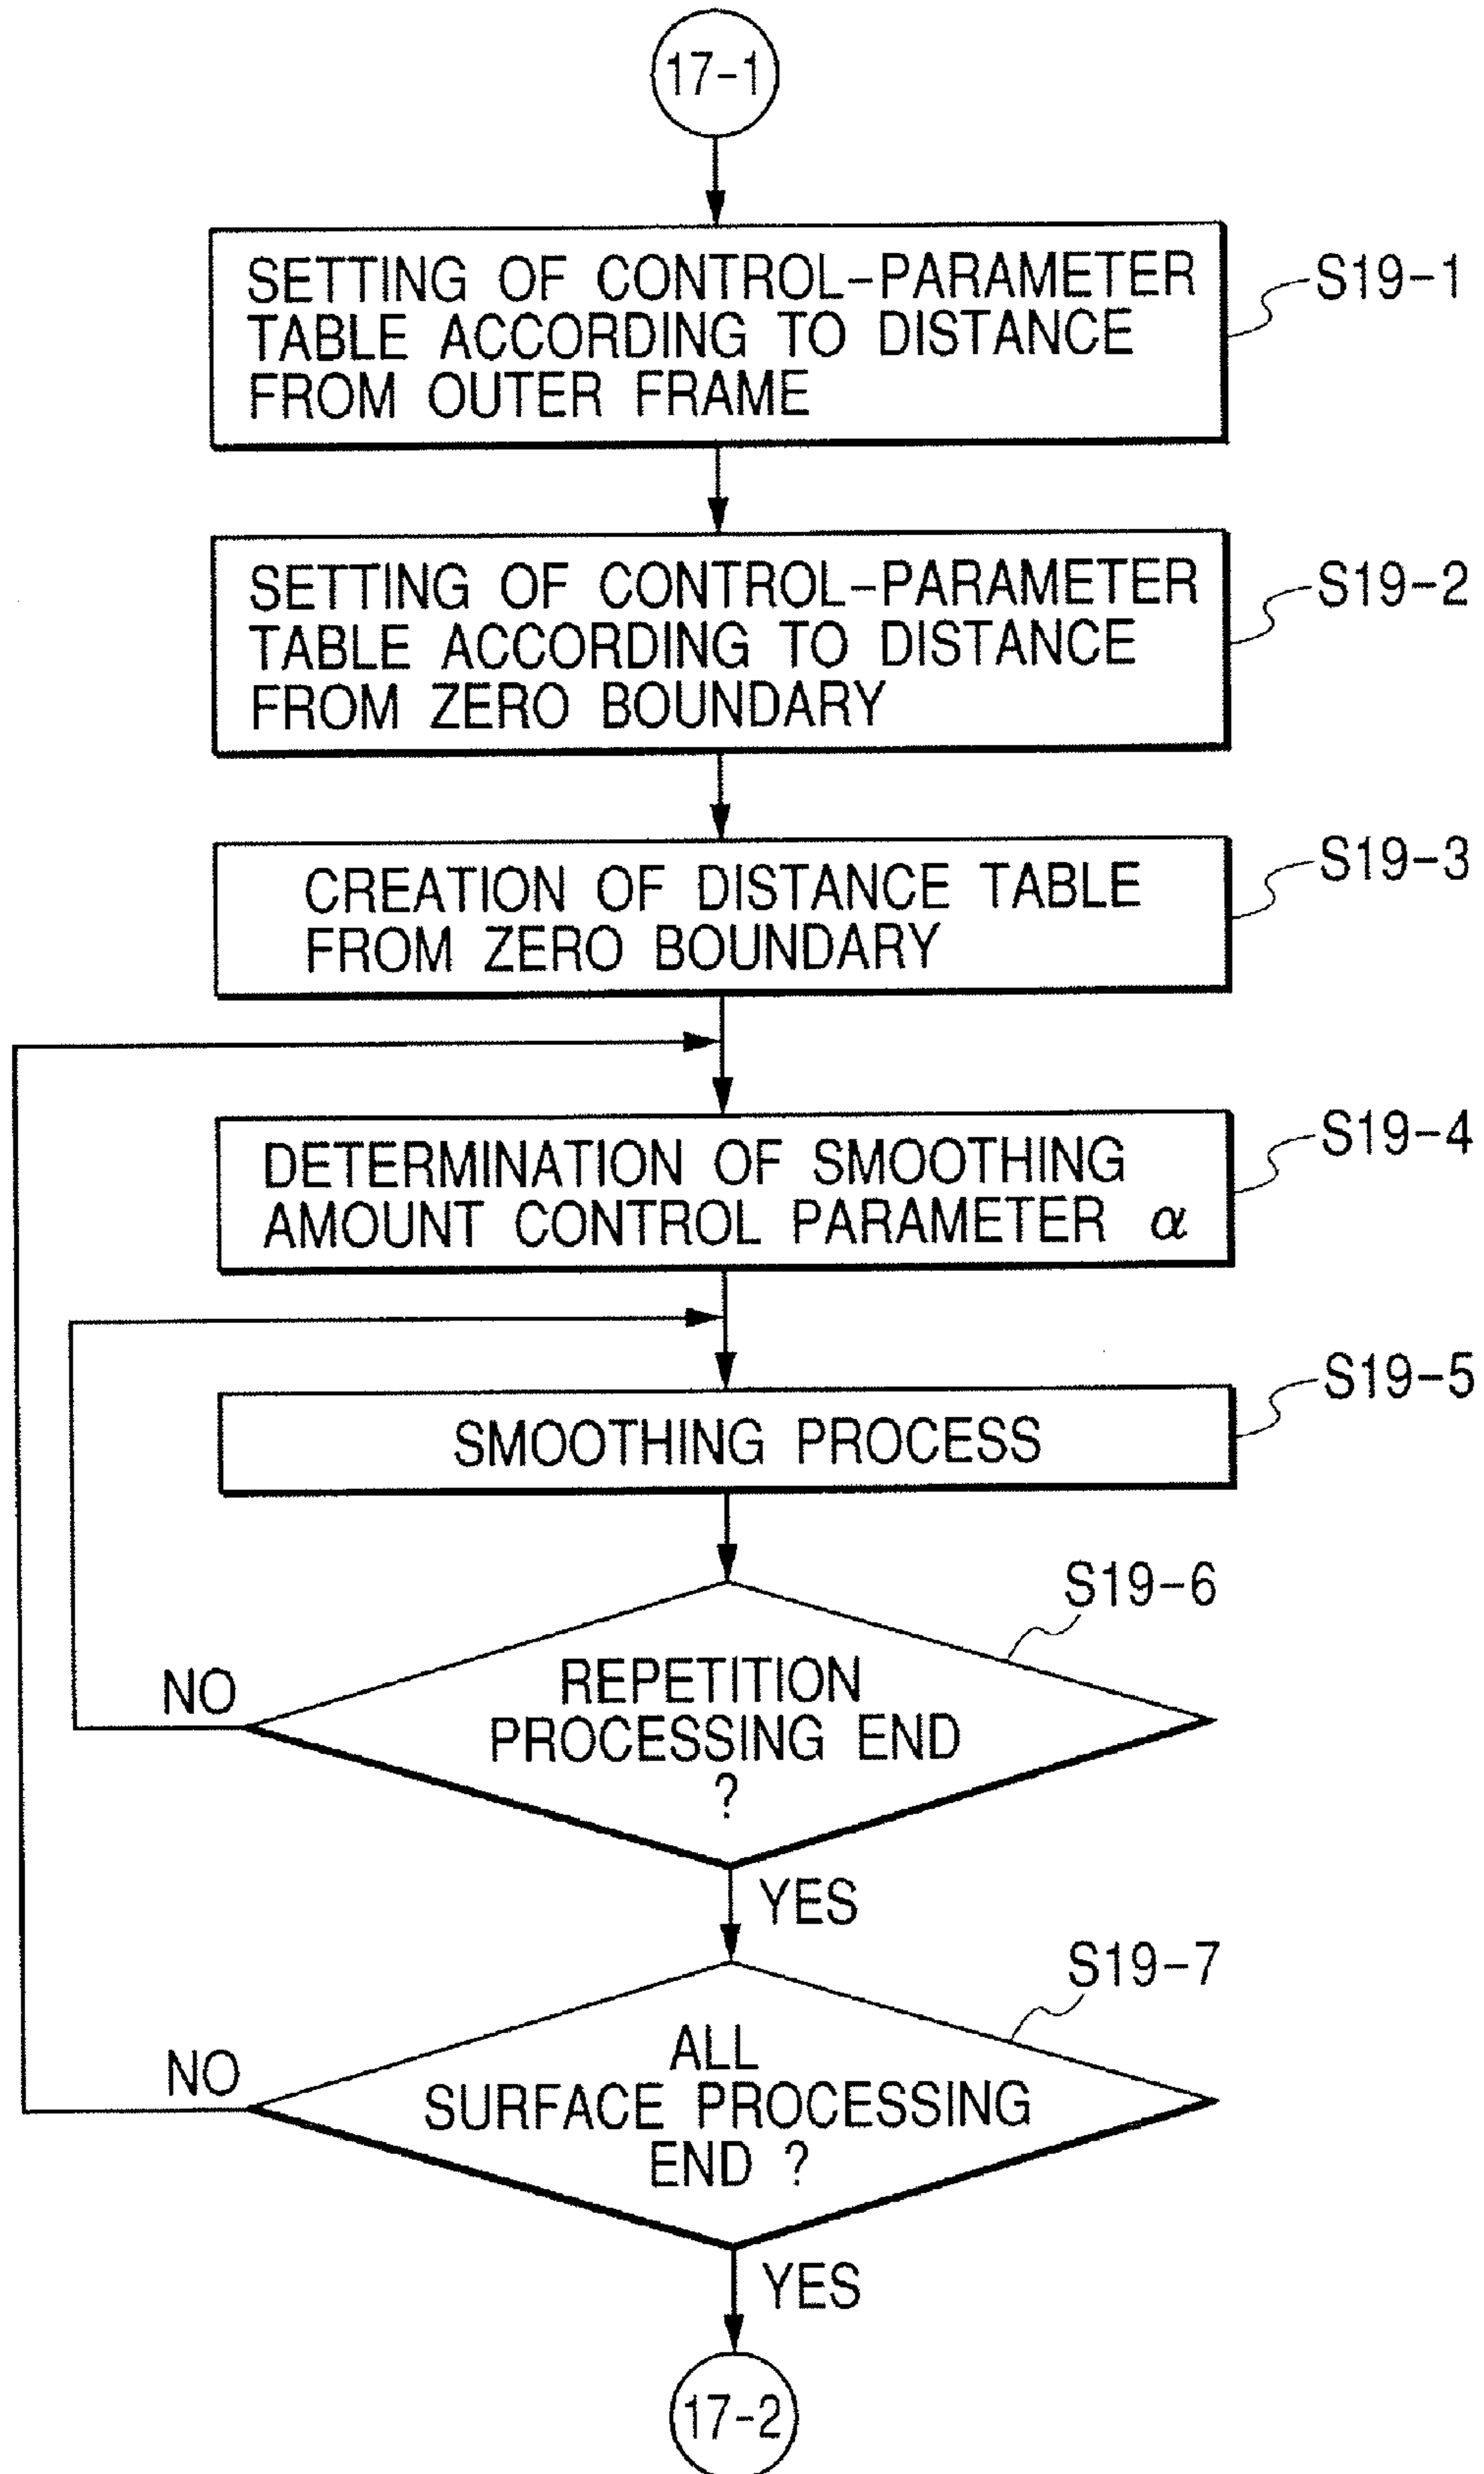 17-1
SETTING OF CONTROL-PARAMETER
TABLE ACCORDING TO DISTANCE
FROM OUTER FRAME
S19-1
SETTING OF CONTROL-PARAMETER
TABLE ACCORDING TO DISTANCE
FROM ZERO BOUNDARY
S19-2
CREATION OF DISTANCE TABLE
FROM ZERO BOUNDARY
S19-3
DETERMINATION OF SMOOTHING
AMOUNT CONTROL PARAMETER α
S19-4
SMOOTHING PROCESS
S19-5
S19-6
REPETITION
PROCESSING END
?
NO
YES
S19-7
ALL
SURFACE PROCESSING
END ?
NO
YES
17-2